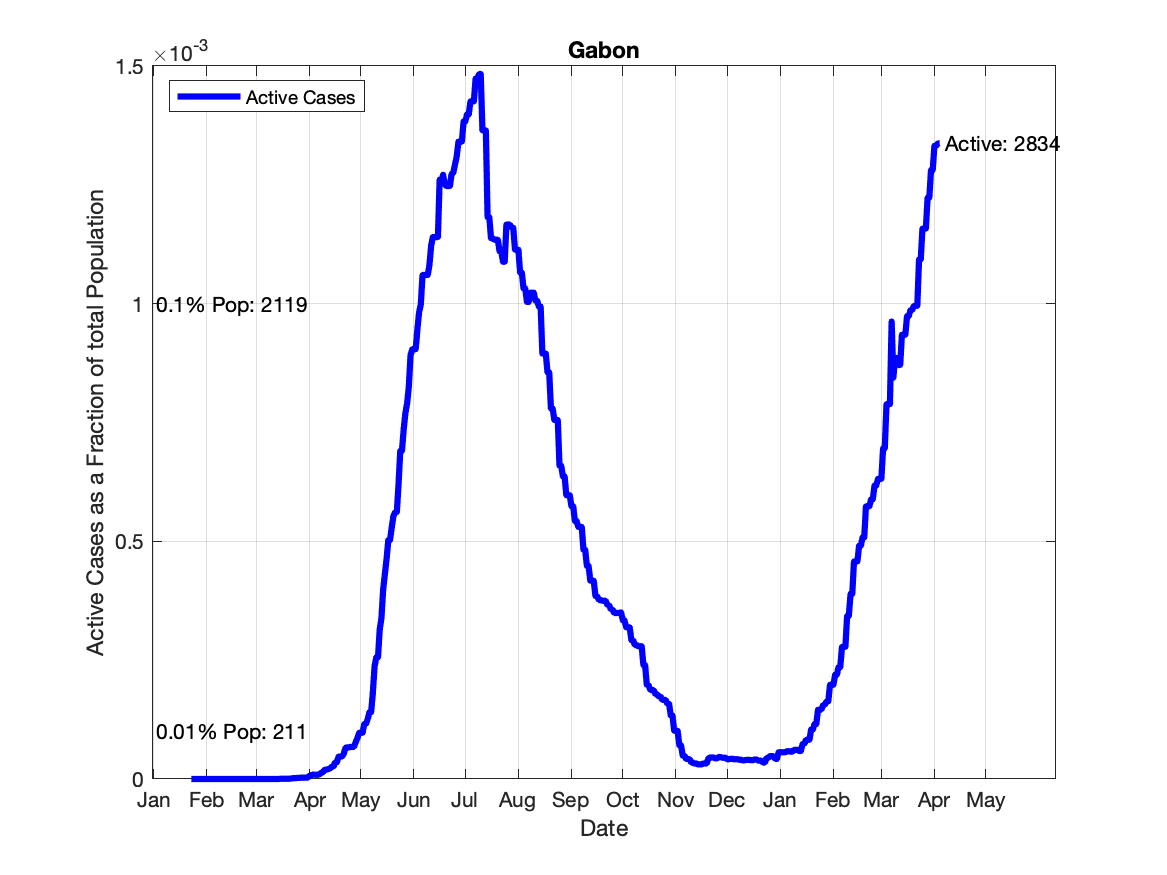 Gabon
×10-3
1.5
1
0.5
0
Active Cases
Active: 2834
0.1% Pop: 2119
0.01% Pop: 211
Active Cases as a Fraction of total Population
Jan Feb Mar Apr May Jun Jul Aug Sep Oct Nov Dec Jan Feb Mar Apr May
Date